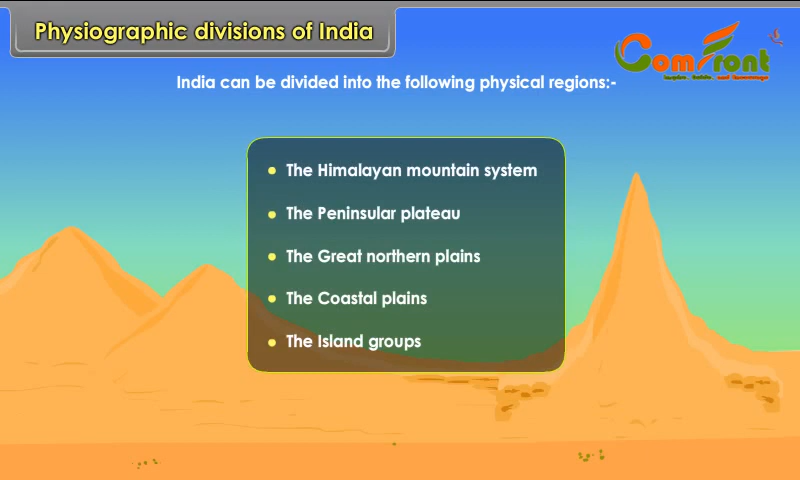 Physiographic divisions of India
ComFront
India can be divided into the following physical regions:-
The Himalayan mountain system
The Peninsular plateau
The Great northern plains
The Coastal plains
The Island groups